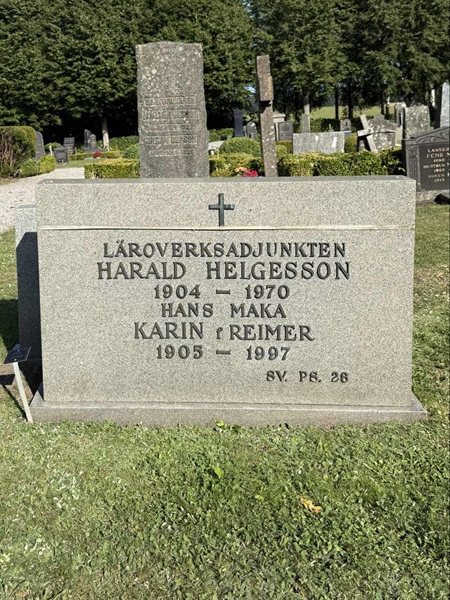 LÄROVERKSADJUNKTEN
HARALD HELGESSON
1904 – 1970
HANS MAKA
KARIN f REIMER
1905 – 1997
SV. PS. 26